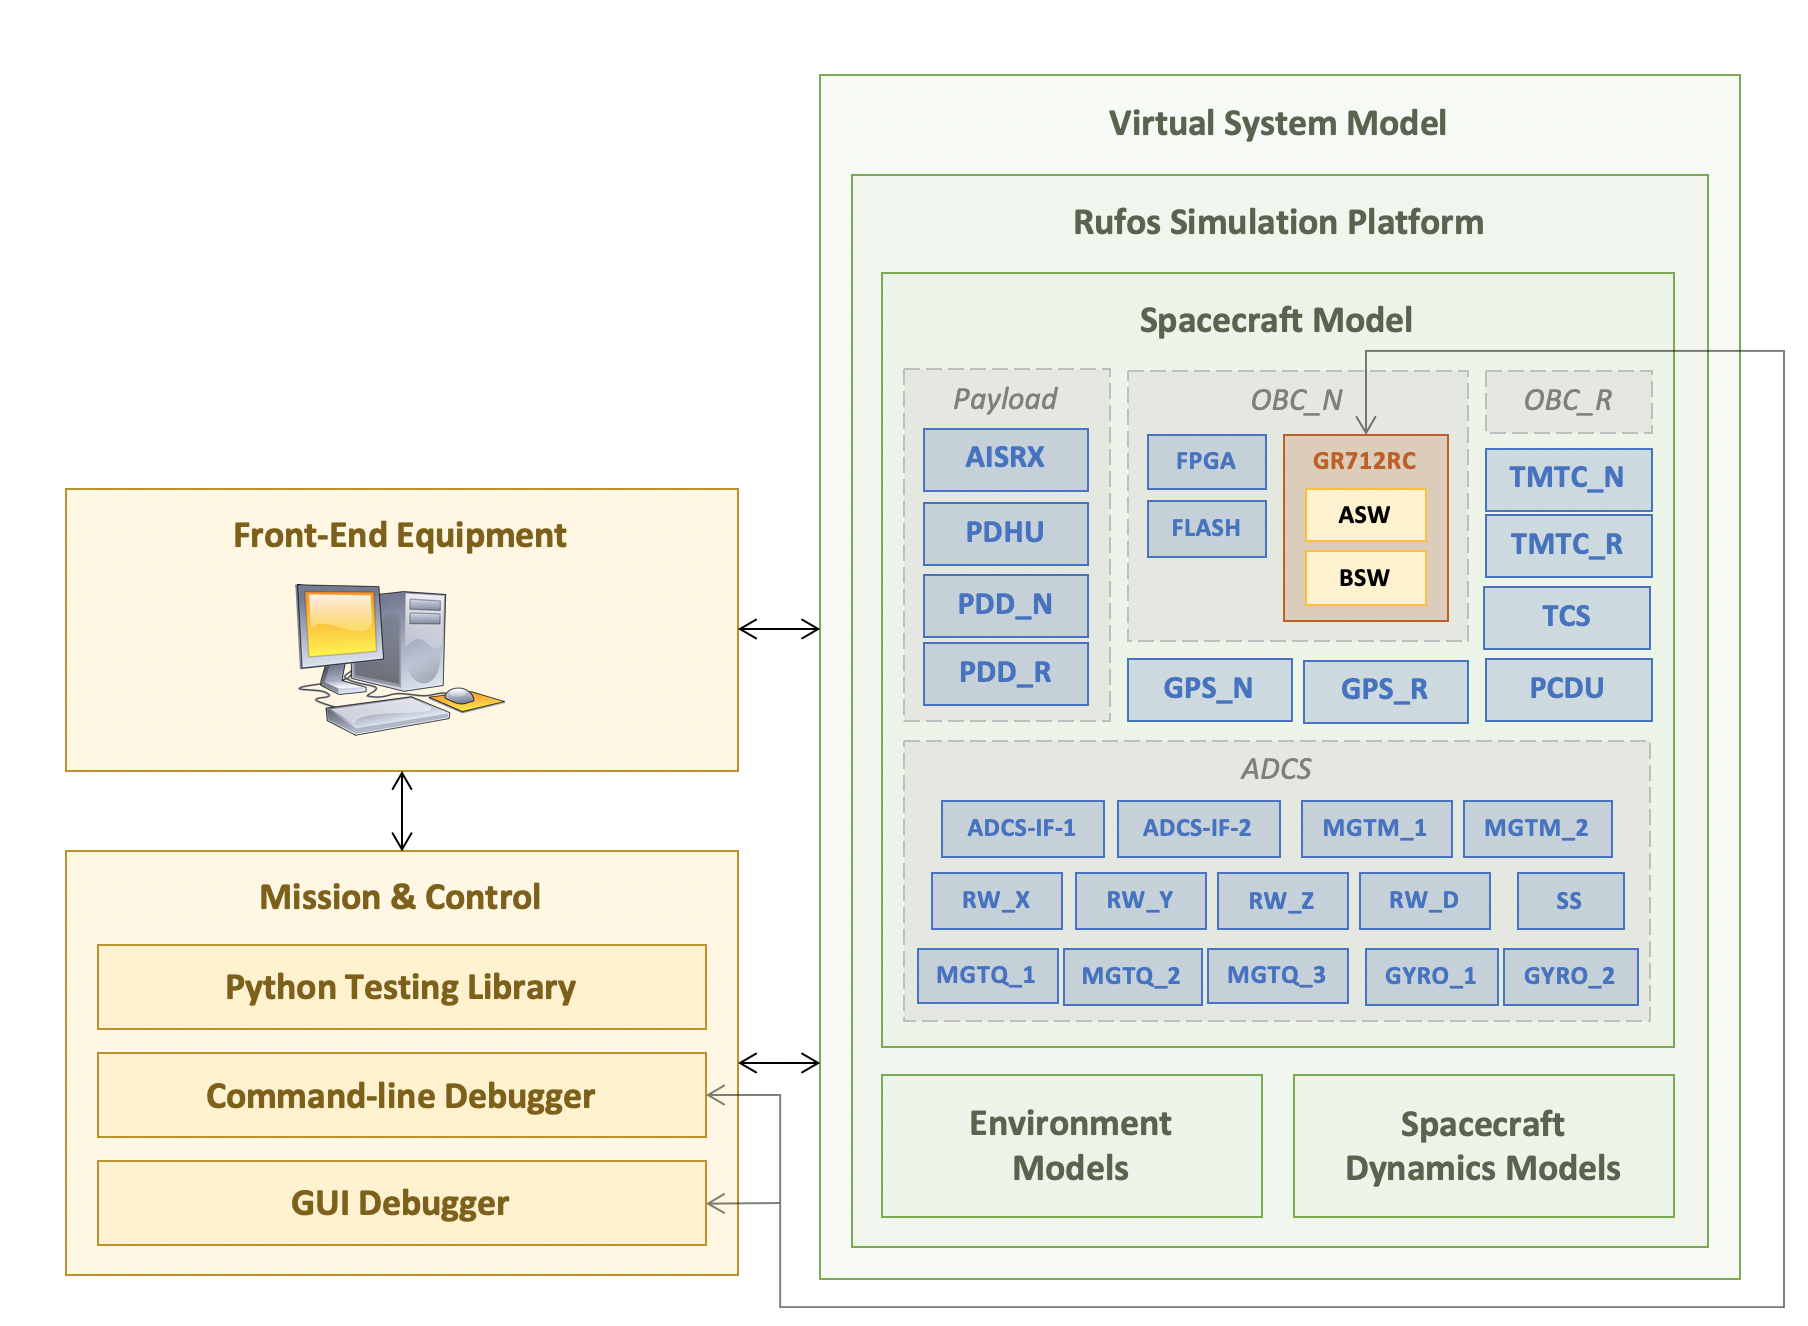 Virtual System Model
Rufos Simulation Platform
Spacecraft Model
Payload
AISRX
PDHU
PDD_N
PDD_R
OBC_N
FPGA
FLASH
GR712RC
ASW
BSW
OBC_R
TMTC_N
TMTC_R
TCS
PCDU
GPS_N
GPS_R
ADCS
ADCS-IF-1
ADCS-IF-2
MGTM_1
MGTM_2
RW_X
RW_Y
RW_Z
RW_D
SS
MGTQ_1
MGTQ_2
MGTQ_3
GYRO_1
GYRO_2
Environment
Models
Spacecraft
Dynamics Models
Front-End Equipment
Mission & Control
Python Testing Library
Command-line Debugger
GUI Debugger